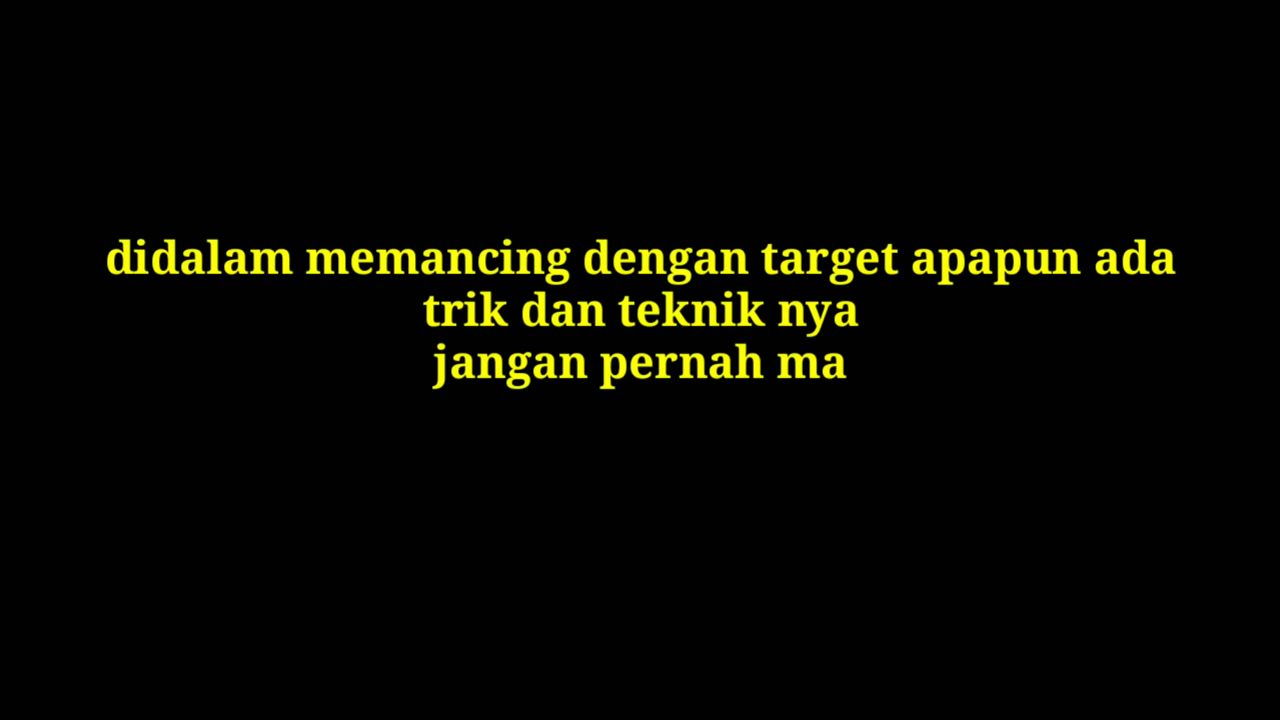 didalam memancing dengan target apapun ada
trik dan teknik nya
jangan pernah ma